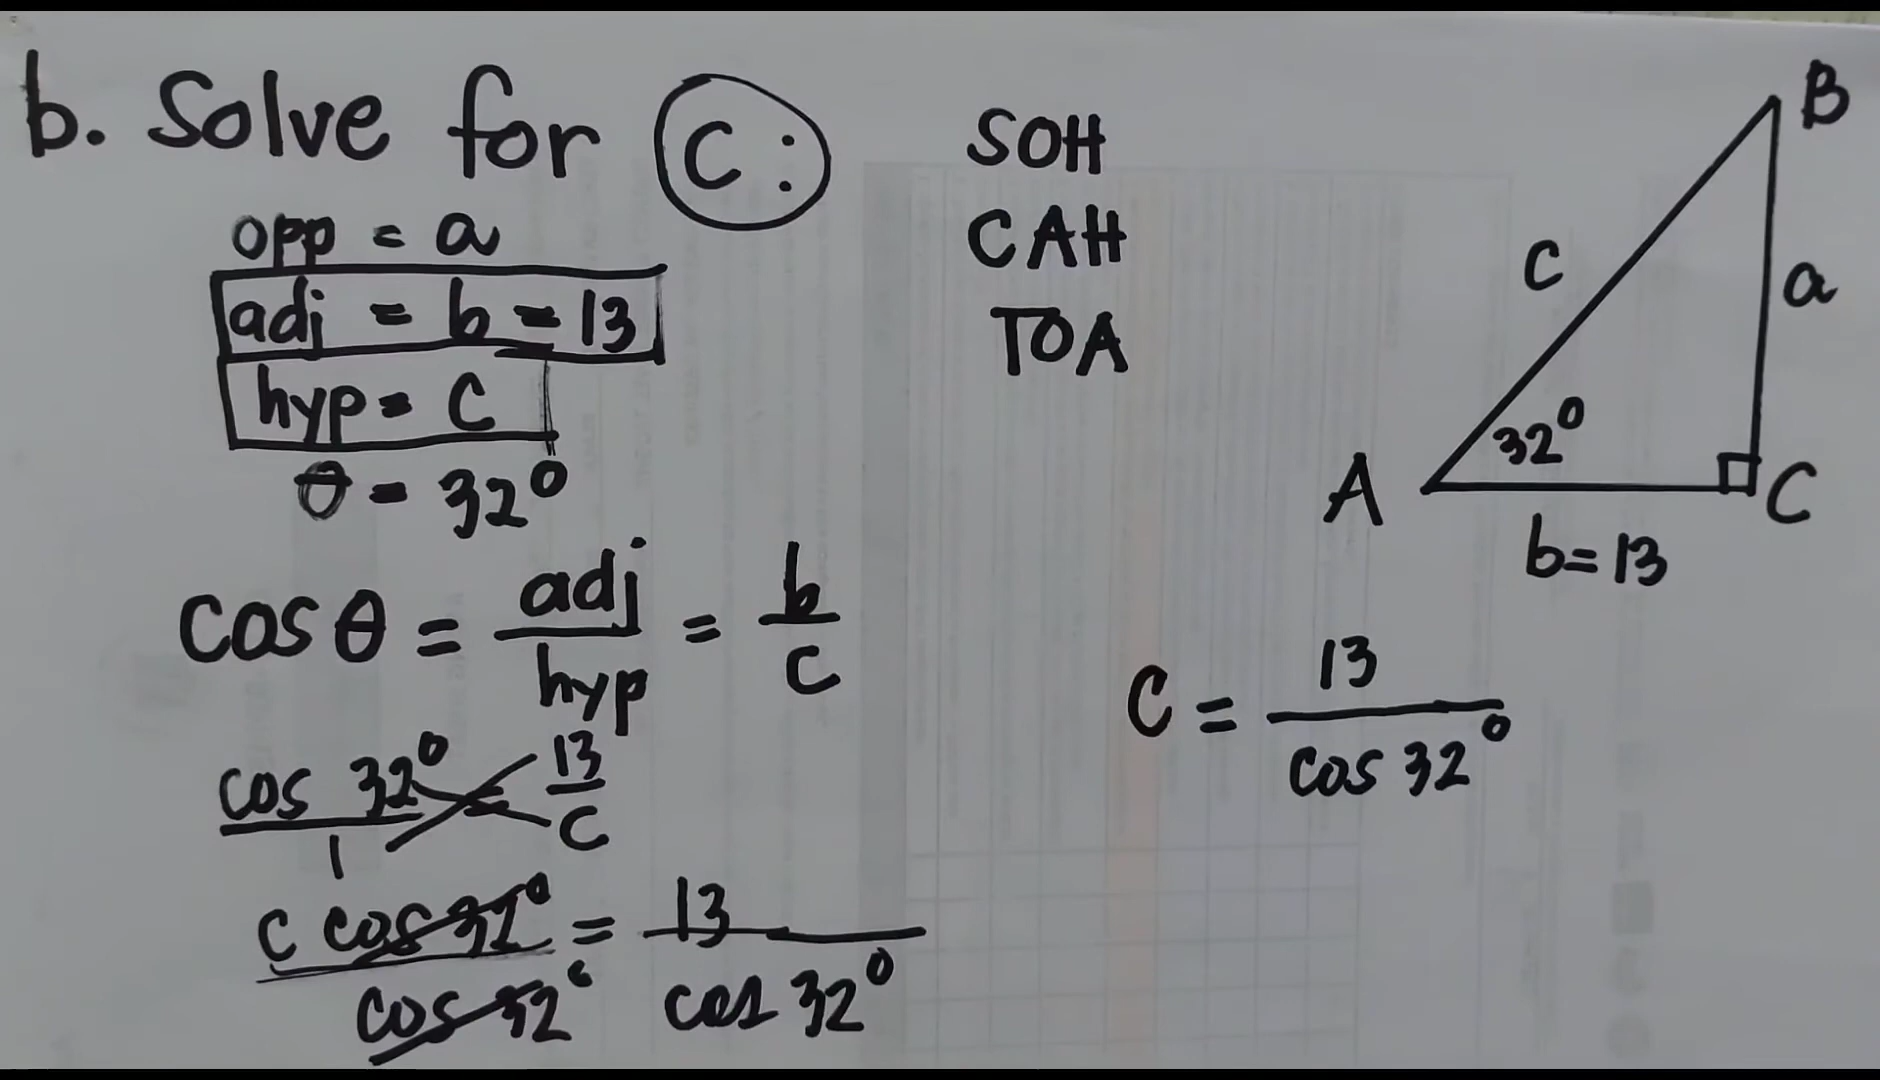 b. Solve for C:
opp = a
adj = b = 13
hyp = C
θ = 32°
cos θ = adj/hyp = b/c
cos 32°/1 = 13/c
c cos 32°/cos 32° = 13/cos 32°
SOH
CAH
TOA
B
c
a
32°
A
C
b = 13
C = 13/cos 32°